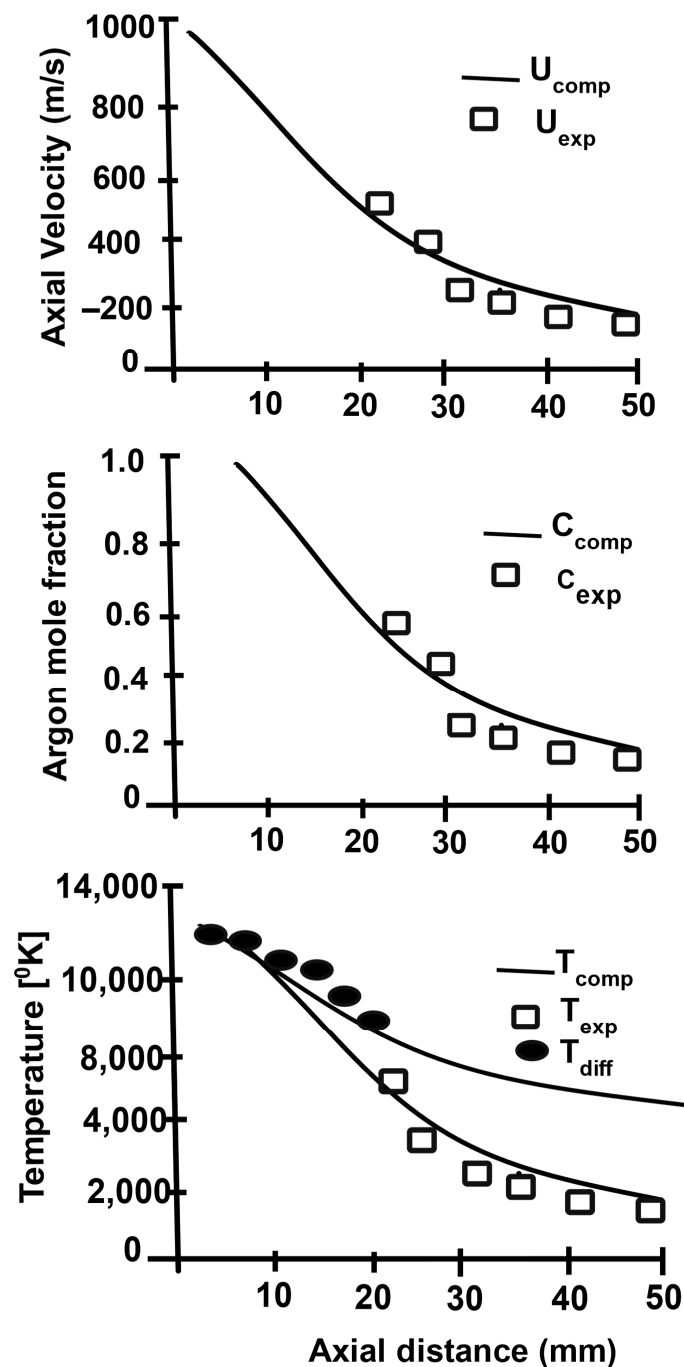 1000
800
600
400
–200
0
Axial Velocity (m/s)
U comp
U exp
10 20 30 40 50
1.0
0.8
0.6
0.4
0.2
0
Argon mole fraction
C comp
C exp
10 20 30 40 50
14,000
10,000
8,000
4,000
2,000
0
Temperature [⁰K]
T comp
T exp
T diff
10 20 30 40 50
Axial distance (mm)